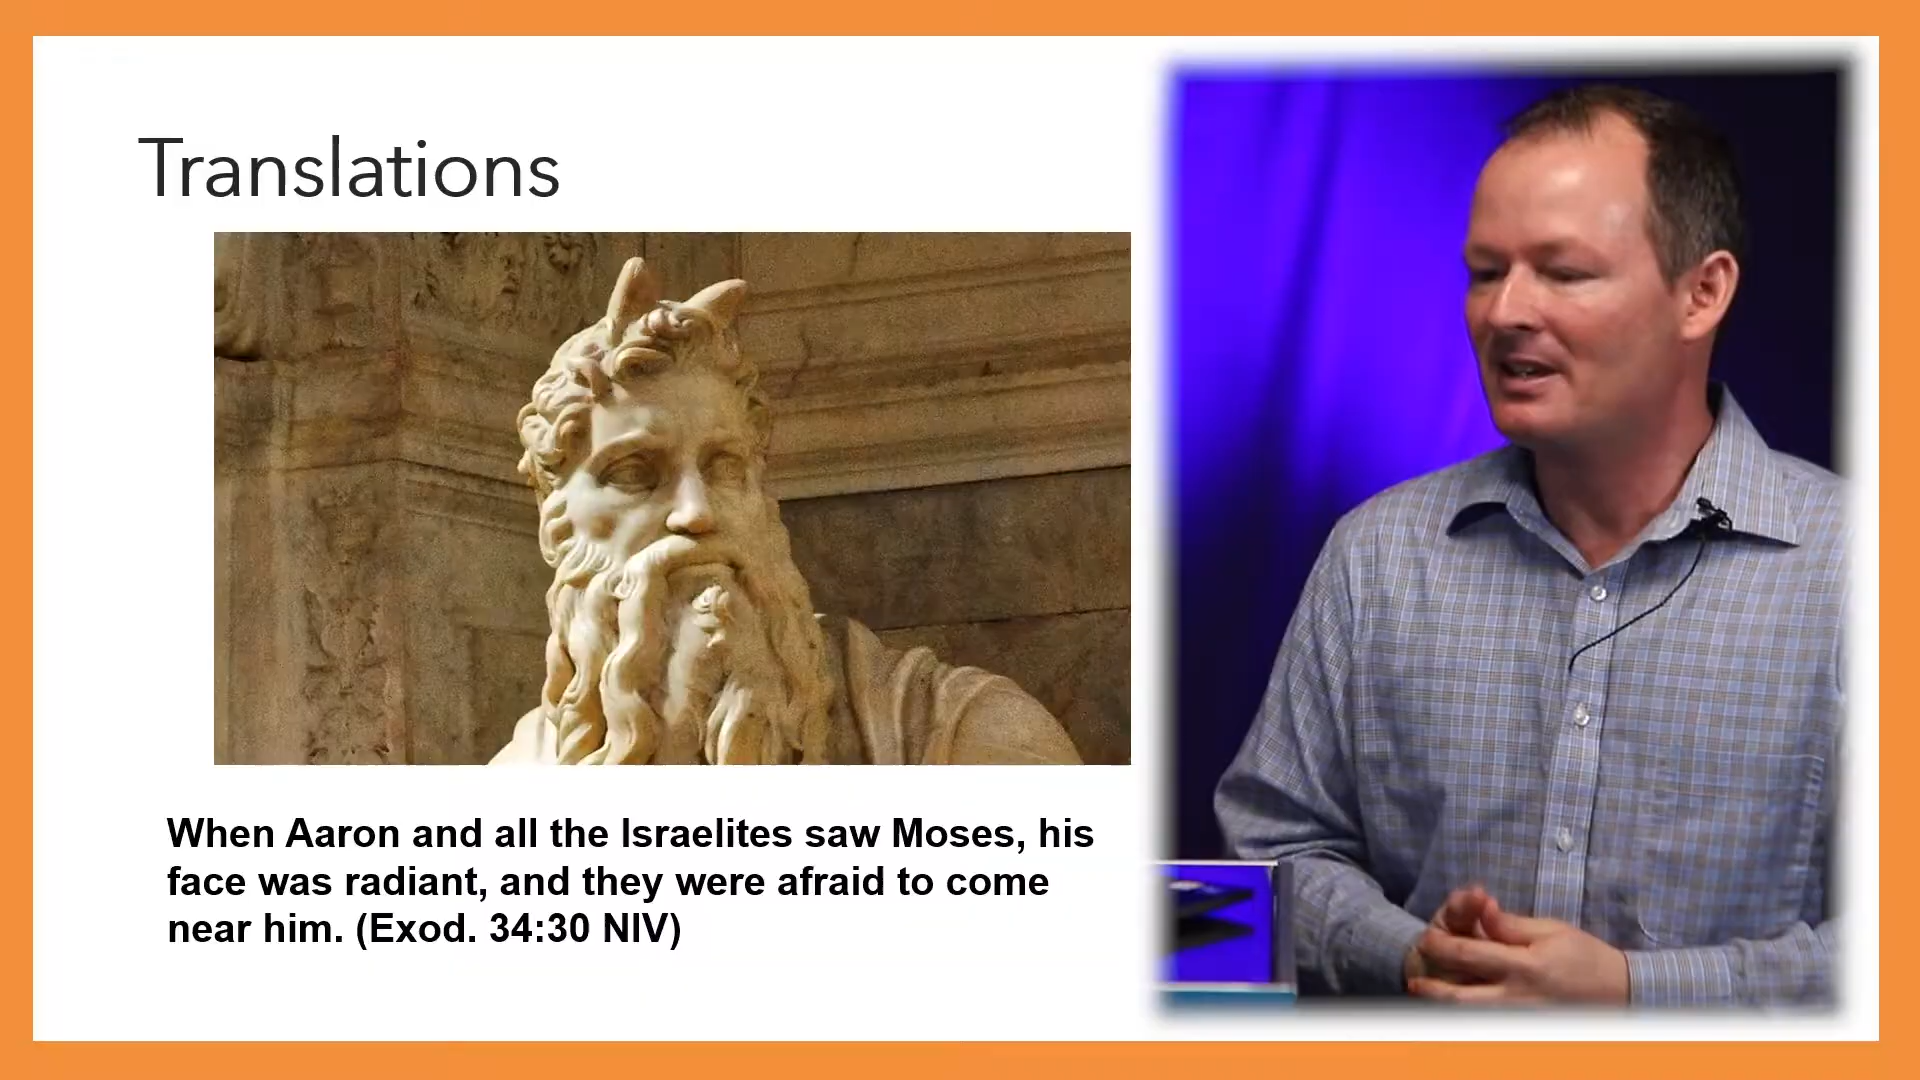 Translations
When Aaron and all the Israelites saw Moses, his
face was radiant, and they were afraid to come
near him. (Exod. 34:30 NIV)